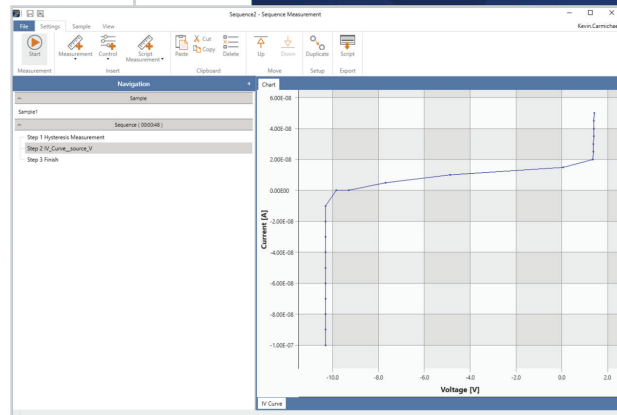 Sequence2 - Sequence Measurement
File Settings Sample View
Kevin.Carmichae
Start Measurement Control Script Measurement Paste Cut Copy Delete Up Down Duplicate Script
Measurement Insert Clipboard Move Setup Export
Navigation
Sample
Sample1
Sequence ( 00:00:48 )
Step 1 Hysteresis Measurement
Step 2 IV_Curve__source_V
Step 3 Finish
Chart
6.00E-08
4.00E-08
2.00E-08
0.00E00
-2.00E-08
-4.00E-08
-6.00E-08
-8.00E-08
-1.00E-07
Current [A]
-10.0 -8.0 -6.0 -4.0 -2.0 0.0 2.0
Voltage [V]
IV Curve